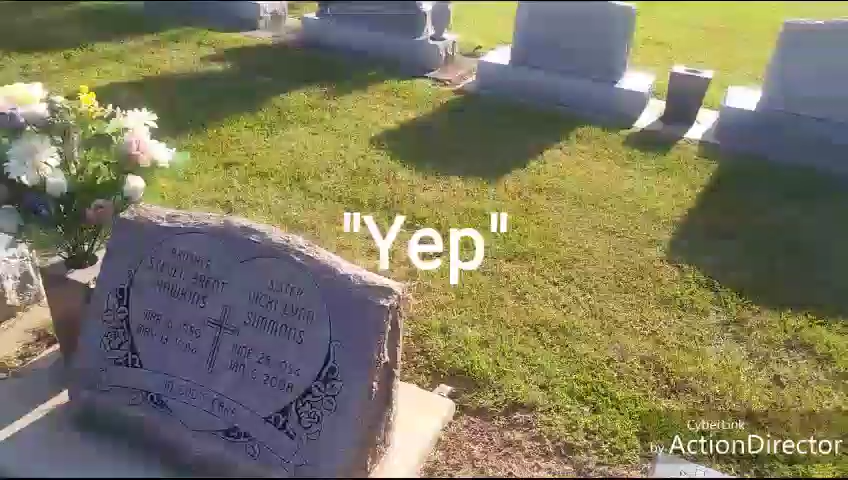 "Yep"
BROTHER
STEVEN BRENT
HAWKINS
SISTER
VICKI LYNN
SIMMONS
JUNE 25, 1954
JAN 6, 2008
IN GOD'S CARE
CyberLink
by ActionDirector